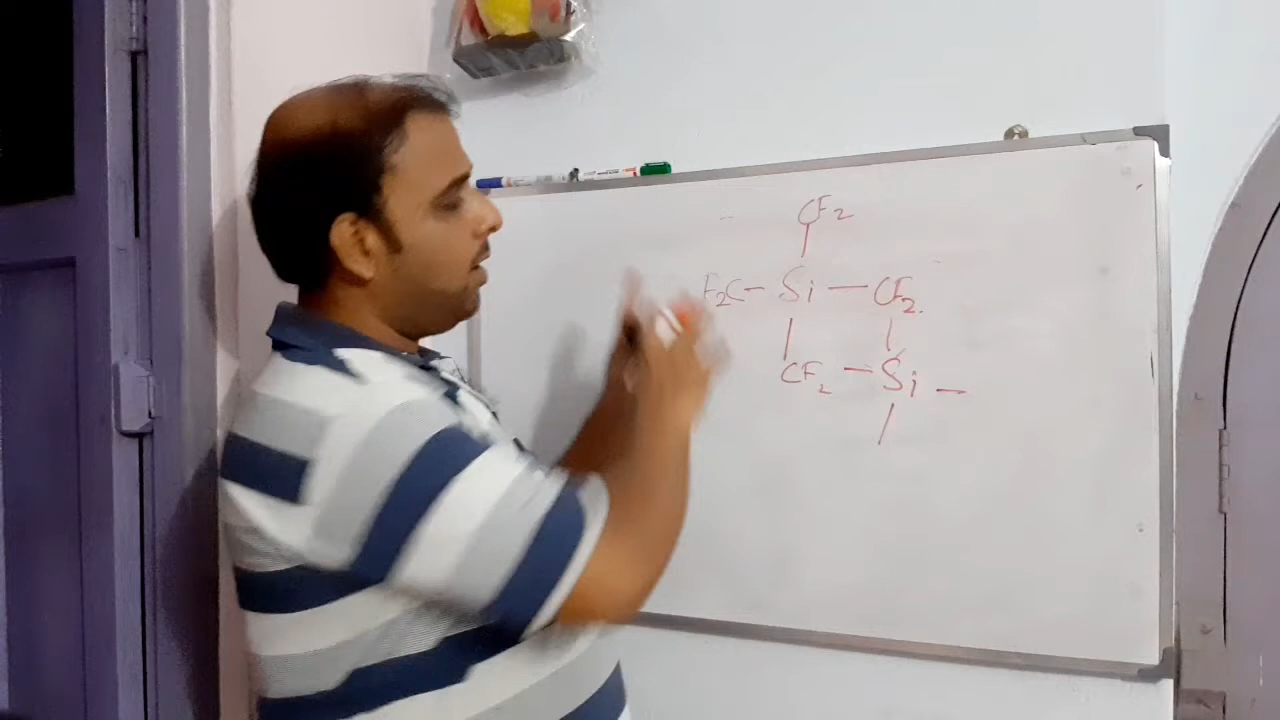 CF2
F2C - Si — CF2.
CF2 — Si -